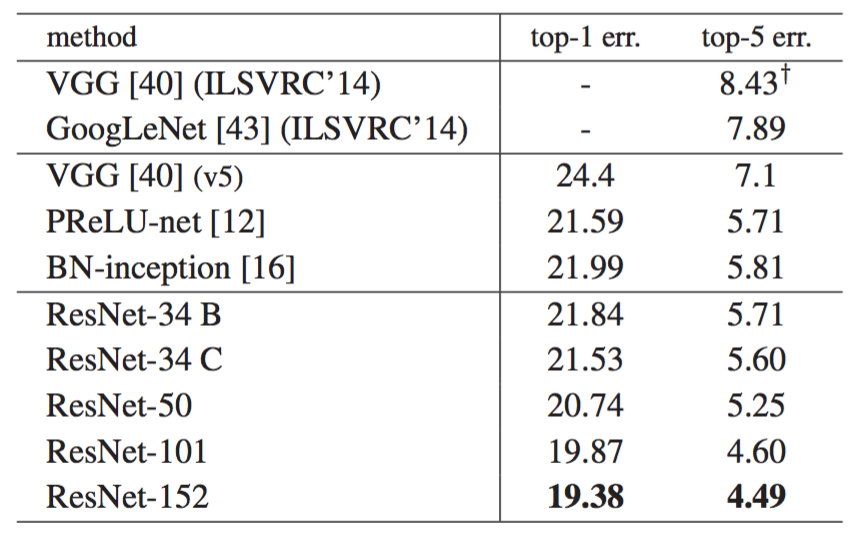 method top-1 err. top-5 err.
VGG [40] (ILSVRC’14) - 8.43†
GoogLeNet [43] (ILSVRC’14) - 7.89
VGG [40] (v5) 24.4 7.1
PReLU-net [12] 21.59 5.71
BN-inception [16] 21.99 5.81
ResNet-34 B 21.84 5.71
ResNet-34 C 21.53 5.60
ResNet-50 20.74 5.25
ResNet-101 19.87 4.60
ResNet-152 19.38 4.49